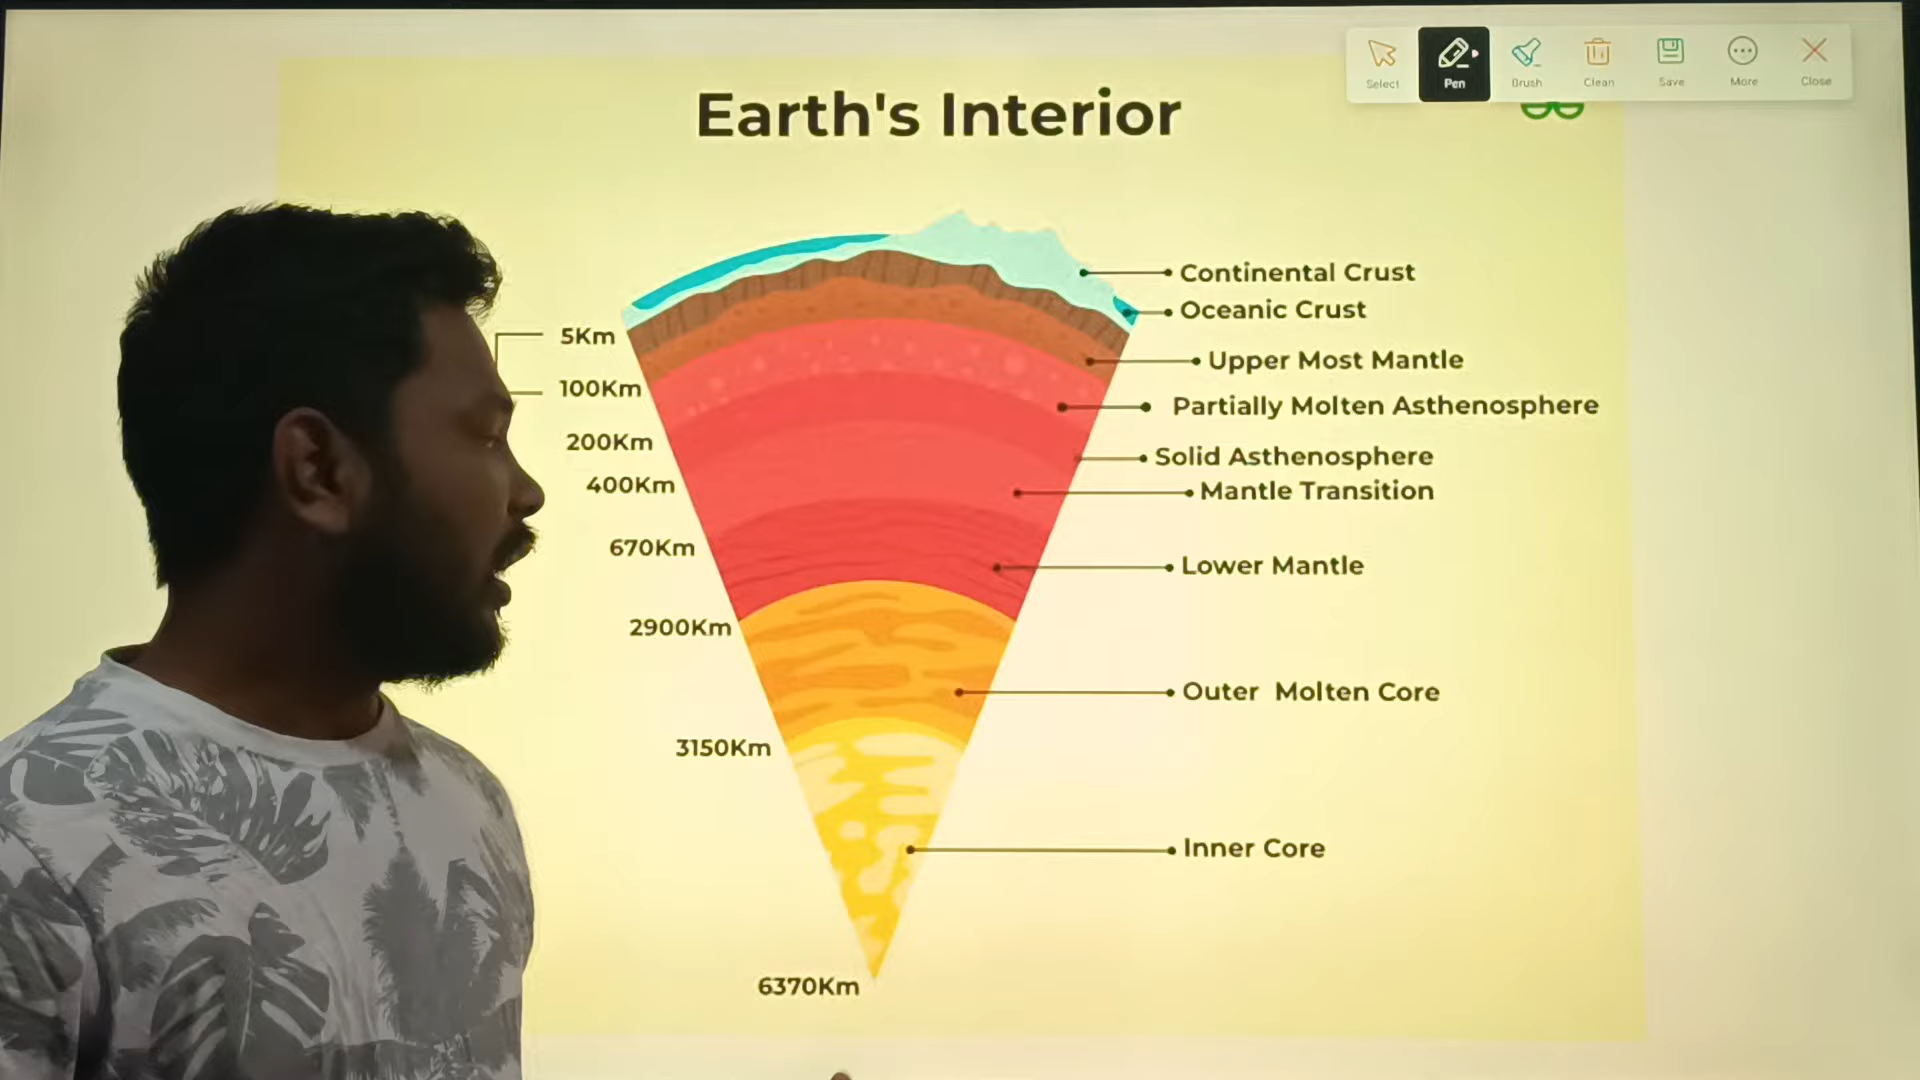 Select Pen Brush Clean Save More Close
Earth's Interior
Continental Crust
Oceanic Crust
5Km
Upper Most Mantle
100Km
Partially Molten Asthenosphere
200Km
Solid Asthenosphere
400Km
Mantle Transition
670Km
Lower Mantle
2900Km
Outer Molten Core
3150Km
Inner Core
6370Km